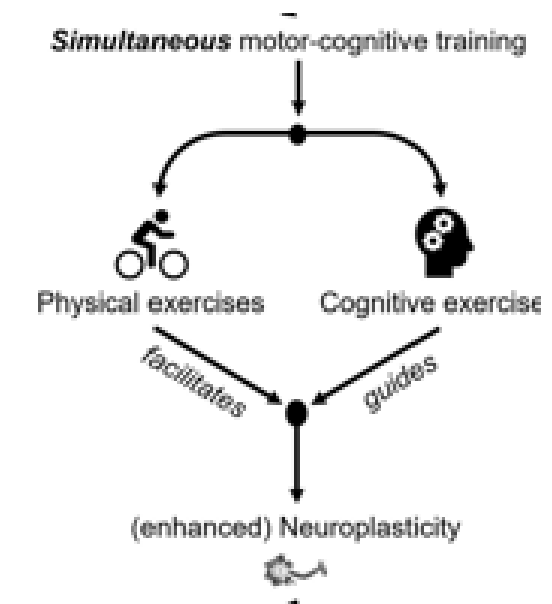 Simultaneous motor-cognitive training
Physical exercises
Cognitive exercise
facilitates
guides
(enhanced) Neuroplasticity